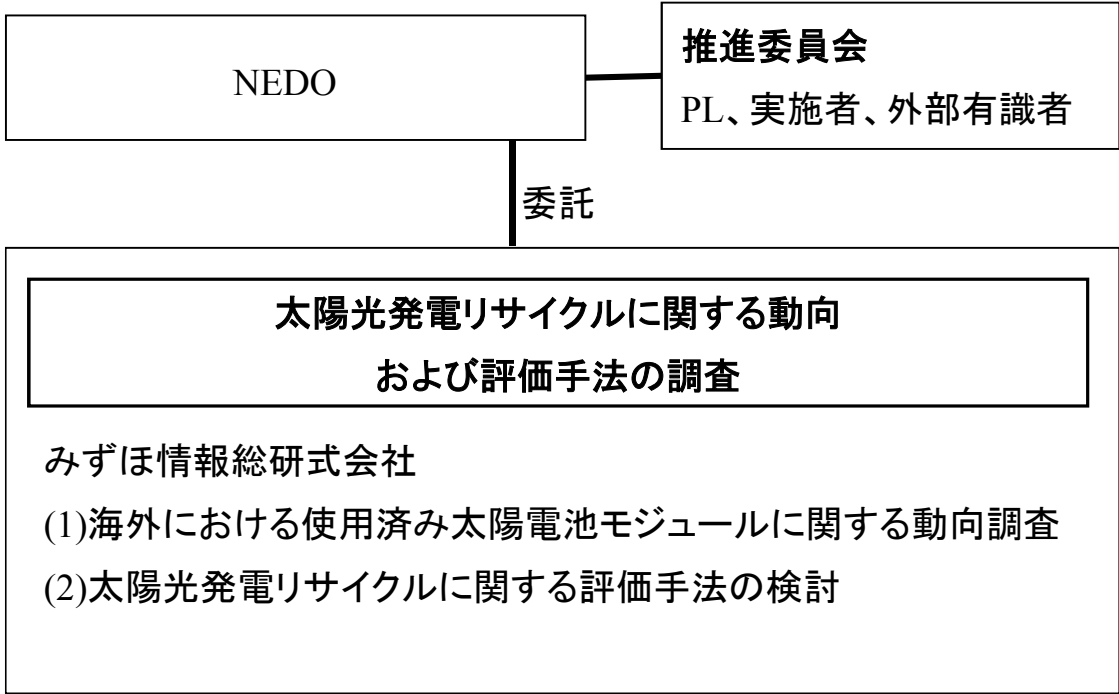 NEDO
推進委員会
PL、実施者、外部有識者
委託
太陽光発電リサイクルに関する動向
および評価手法の調査
みずほ情報総研式会社
(1)海外における使用済み太陽電池モジュールに関する動向調査
(2)太陽光発電リサイクルに関する評価手法の検討